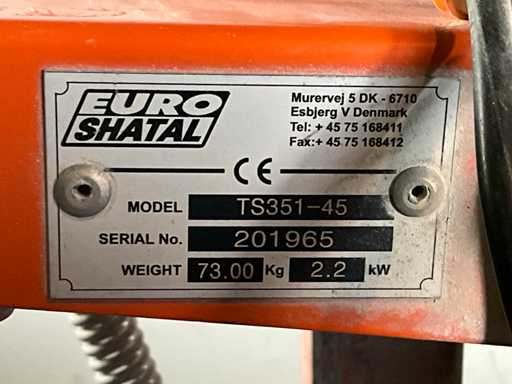 EURO
SHATAL
Murervej 5 DK - 6710
Esbjerg V Denmark
Tel: + 45 75 168411
Fax:+ 45 75 168412
CE
MODEL TS351-45
SERIAL No. 201965
WEIGHT 73.00 Kg 2.2 kW